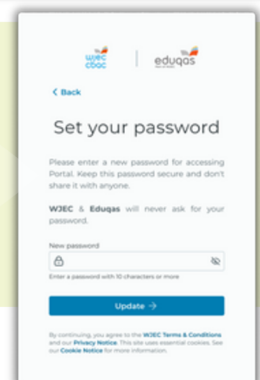 wjec
cbac
eduqas
Back
Set your password
Please enter a new password for accessing
Portal. Keep this password secure and don't
share it with anyone.
WJEC & Eduqas will never ask for your
password.
New password
Enter a password with 10 characters or more
Update →
By continuing, you agree to the WJEC Terms & Conditions
and our Privacy Notice. This site uses essential cookies. See
our Cookie Notice for more information.